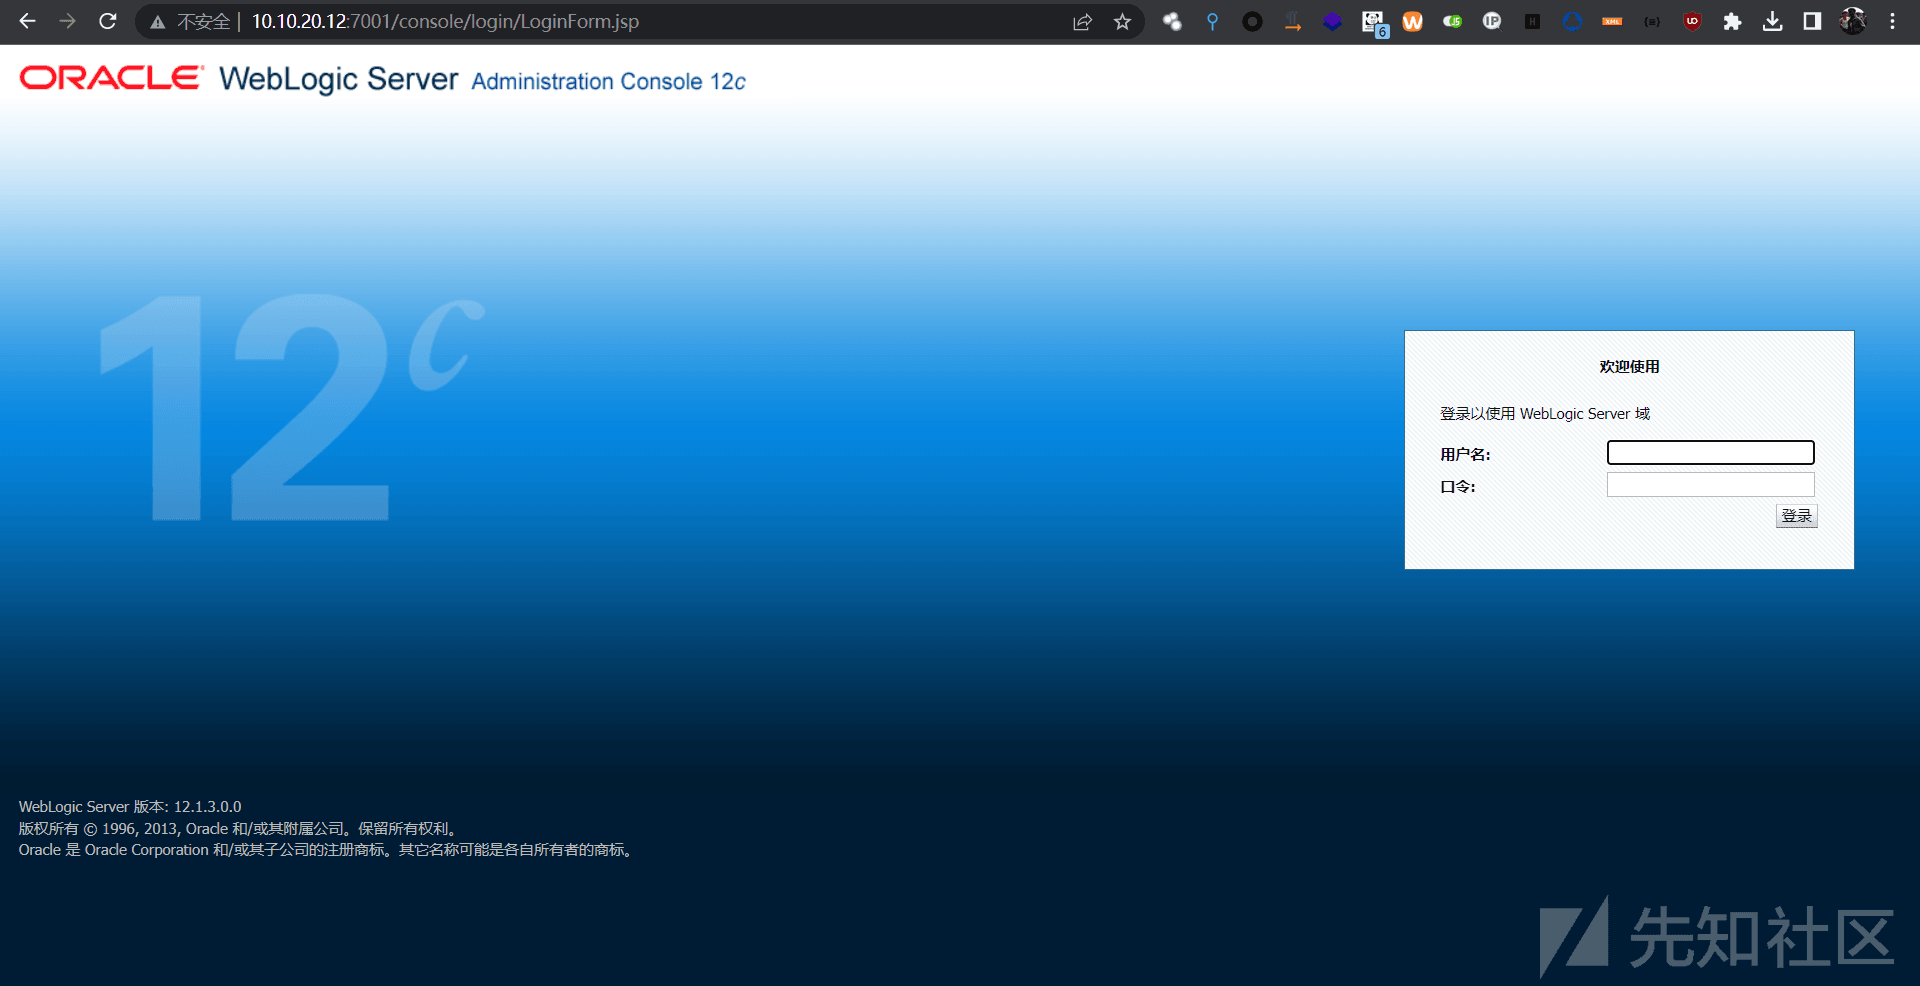 不安全 10.10.20.12:7001/console/login/LoginForm.jsp
6
ORACLE WebLogic Server Administration Console 12c
12c
欢迎使用
登录以使用 WebLogic Server 域
用户名:
口令:
登录
WebLogic Server 版本: 12.1.3.0.0
版权所有 © 1996, 2013, Oracle 和/或其附属公司。保留所有权利。
Oracle 是 Oracle Corporation 和/或其子公司的注册商标。其它名称可能是各自所有者的商标。
先知社区